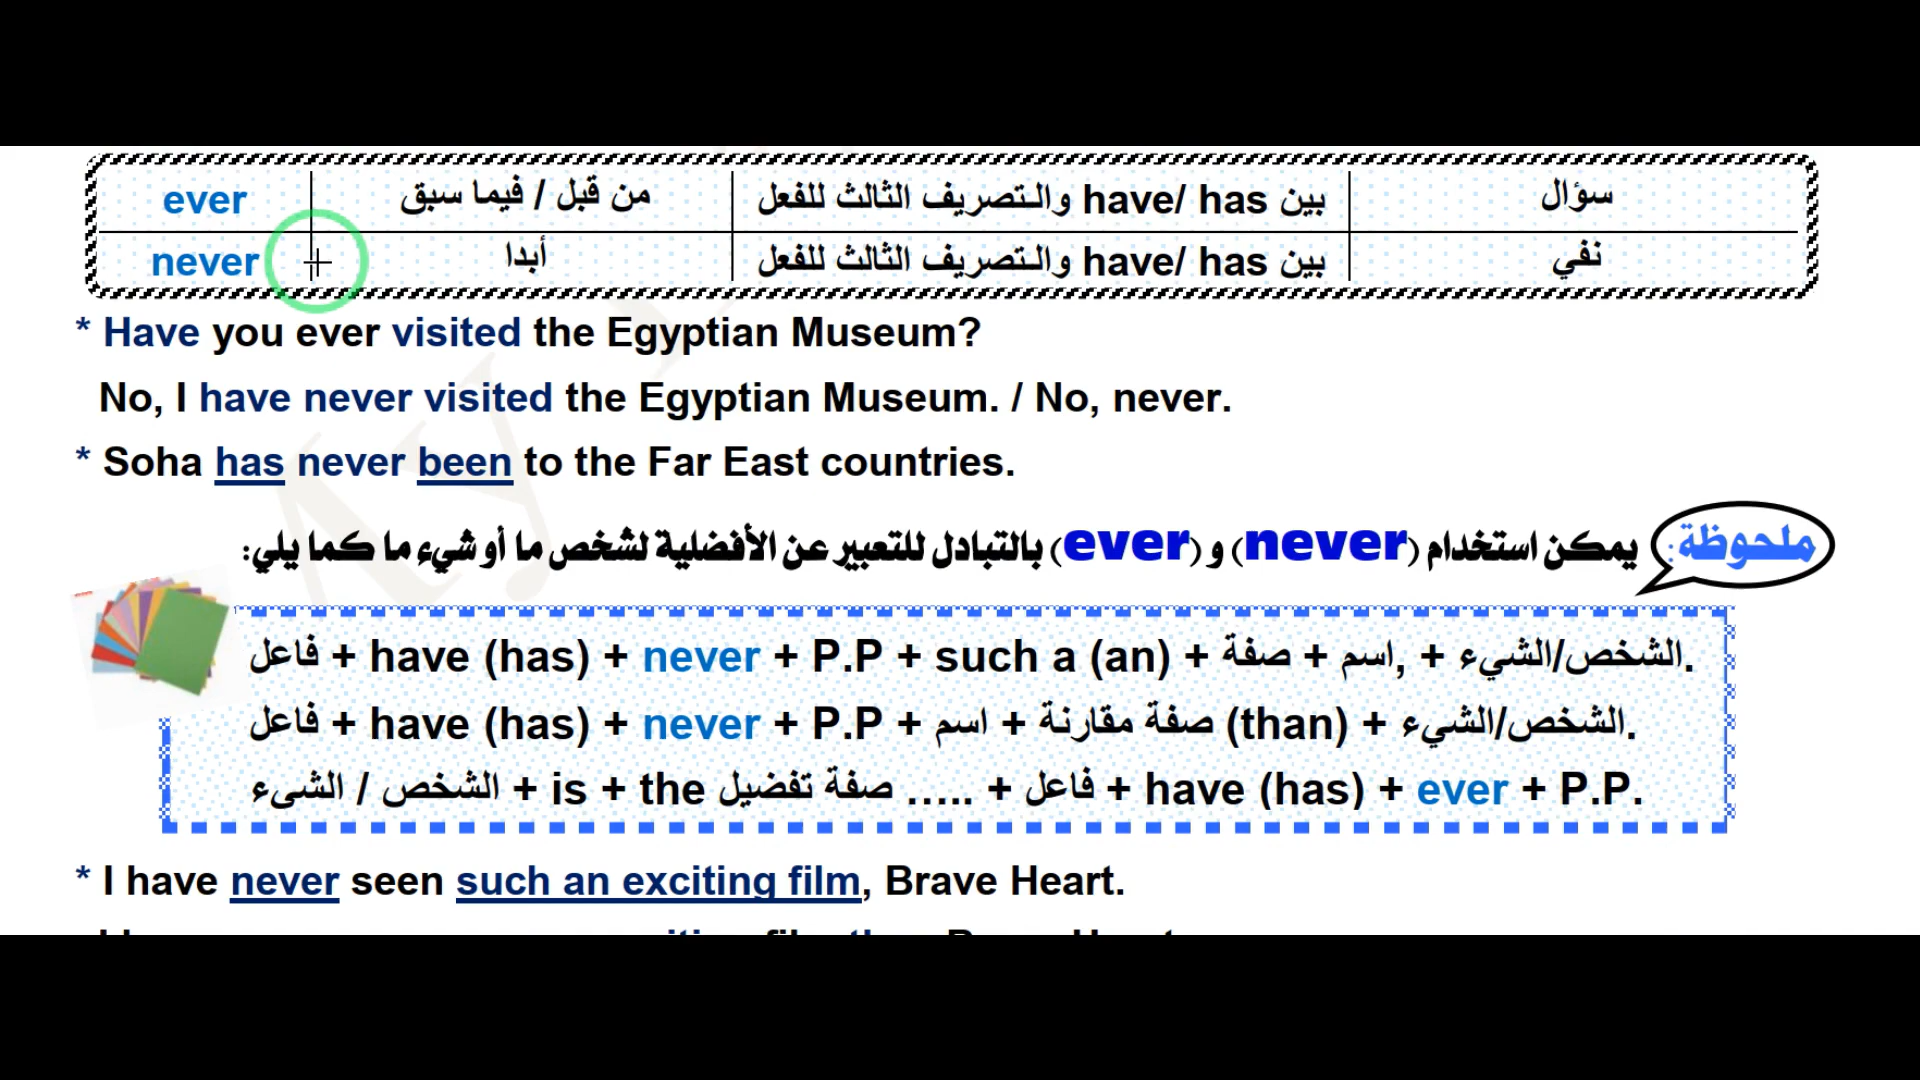 ever من قبل / فيما سبق بين have/ has والـتصريف الثالث للفعل سؤال
never أبدا بين have/ has والـتصريف الثالث للفعل نفي
* Have you ever visited the Egyptian Museum?
No, I have never visited the Egyptian Museum. / No, never.
* Soha has never been to the Far East countries.
ملحوظة: يمكن استخدام (never) و (ever) بالتبادل للتعبير عن الأفضلية لشخص ما أو شيء ما كما يلي:
فاعل + have (has) + never + P.P + such a (an) + صفة + اسم, + الشخص/الشيء.
فاعل + have (has) + never + P.P + اسم + صفة مقارنة (than) + الشخص/الشيء.
الشخص / الشىء + is + the صفة تفضيل ..... + فاعل + have (has) + ever + P.P.
* I have never seen such an exciting film, Brave Heart.